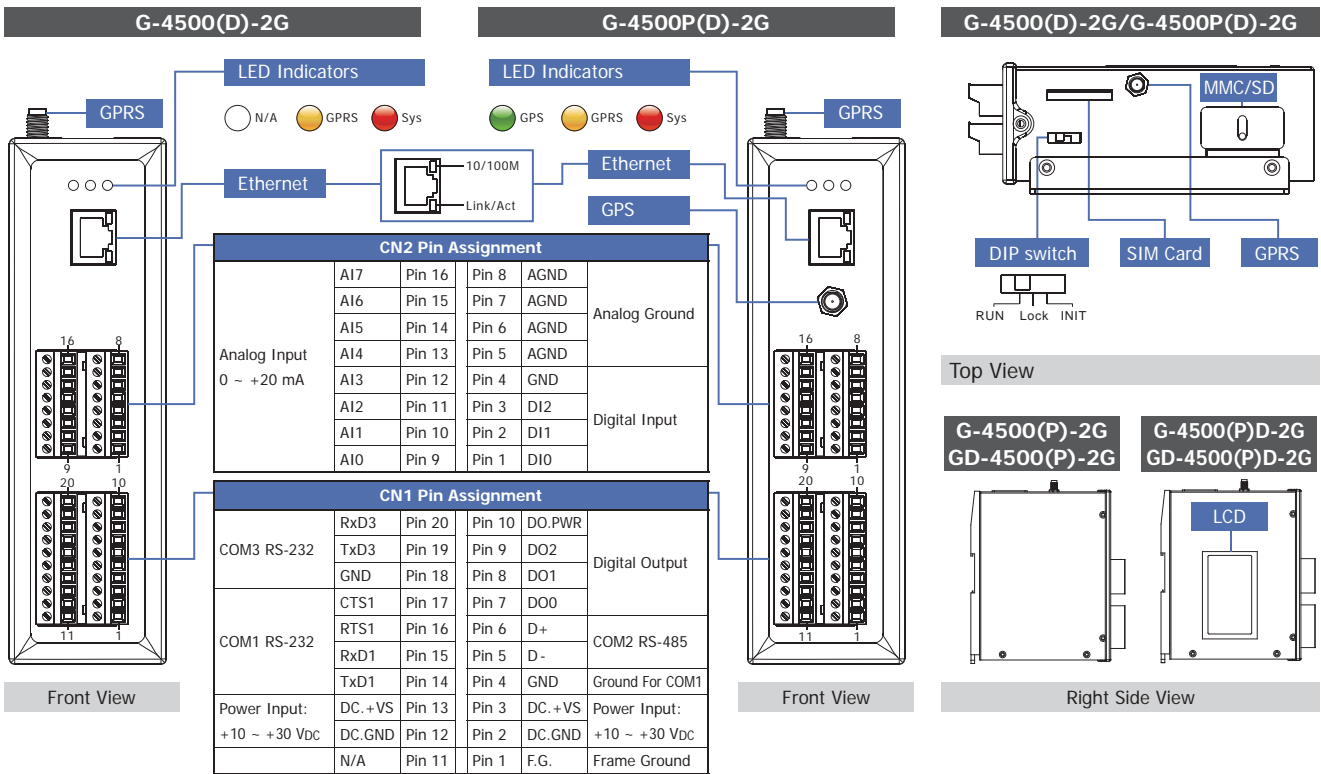 G-4500(D)-2G
G-4500P(D)-2G
G-4500(D)-2G/G-4500P(D)-2G
LED Indicators
N/A GPRS Sys
GPRS
Ethernet
10/100M
Link/Act
LED Indicators
GPS GPRS Sys
GPRS
Ethernet
GPS
16 8
9 1
20 10
11 1
Front View
CN2 Pin Assignment
Analog Input
0 ~ +20 mA
AI7 Pin 16 Pin 8 AGND
AI6 Pin 15 Pin 7 AGND
AI5 Pin 14 Pin 6 AGND
AI4 Pin 13 Pin 5 AGND
Analog Ground
AI3 Pin 12 Pin 4 GND
AI2 Pin 11 Pin 3 DI2
AI1 Pin 10 Pin 2 DI1
AI0 Pin 9 Pin 1 DI0
Digital Input
CN1 Pin Assignment
COM3 RS-232
RxD3 Pin 20 Pin 10 DO.PWR
TxD3 Pin 19 Pin 9 DO2
GND Pin 18 Pin 8 DO1
Digital Output
COM1 RS-232
CTS1 Pin 17 Pin 7 DO0
RTS1 Pin 16 Pin 6 D+
RxD1 Pin 15 Pin 5 D-
COM2 RS-485
TxD1 Pin 14 Pin 4 GND Ground For COM1
Power Input: DC.+VS Pin 13 Pin 3 DC.+VS Power Input:
+10 ~ +30 VDC DC.GND Pin 12 Pin 2 DC.GND +10 ~ +30 VDC
N/A Pin 11 Pin 1 F.G. Frame Ground
16 8
9 1
20 10
11 1
Front View
MMC/SD
DIP switch
SIM Card
GPRS
RUN Lock INIT
Top View
G-4500(P)-2G
GD-4500(P)-2G
G-4500(P)D-2G
GD-4500(P)D-2G
LCD
Right Side View